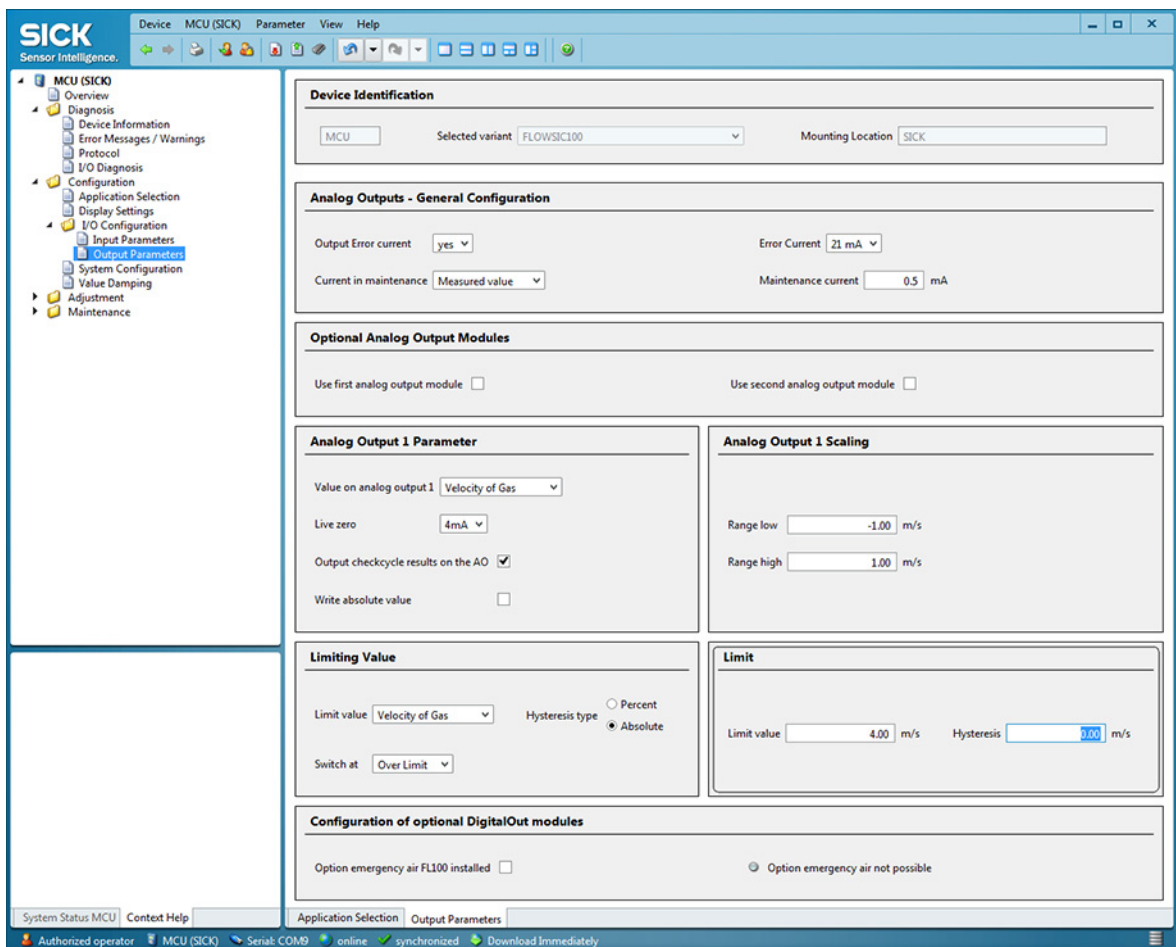 SICK
Sensor Intelligence.
Device MCU (SICK) Parameter View Help
MCU (SICK)
Overview
Diagnosis
Device Information
Error Messages / Warnings
Protocol
I/O Diagnosis
Configuration
Application Selection
Display Settings
I/O Configuration
Input Parameters
Output Parameters
System Configuration
Value Damping
Adjustment
Maintenance
System Status MCU Context Help
Device Identification
MCU Selected variant FLOWSIC100 Mounting Location SICK
Analog Outputs - General Configuration
Output Error current yes Error Current 21 mA
Current in maintenance Measured value Maintenance current 0.5 mA
Optional Analog Output Modules
Use first analog output module Use second analog output module
Analog Output 1 Parameter
Value on analog output 1 Velocity of Gas
Live zero 4mA
Output checkcycle results on the AO
Write absolute value
Analog Output 1 Scaling
Range low -1.00 m/s
Range high 1.00 m/s
Limiting Value
Limit value Velocity of Gas Hysteresis type Percent
Absolute
Switch at Over Limit
Limit
Limit value 4.00 m/s Hysteresis 0.00 m/s
Configuration of optional DigitalOut modules
Option emergency air FL100 installed Option emergency air not possible
Application Selection Output Parameters
Authorized operator MCU (SICK) Serial: COM9 online synchronized Download Immediately